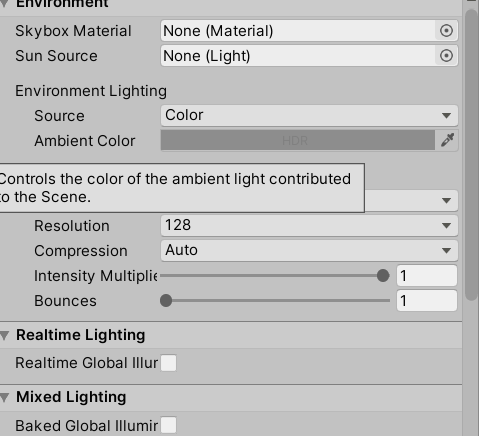 Environment
Skybox Material None (Material)
Sun Source None (Light)
Environment Lighting
Source Color
Ambient Color HDR
Controls the color of the ambient light contributed
to the Scene.
Resolution 128
Compression Auto
Intensity Multiplie 1
Bounces 1
Realtime Lighting
Realtime Global Illur
Mixed Lighting
Baked Global Illumir